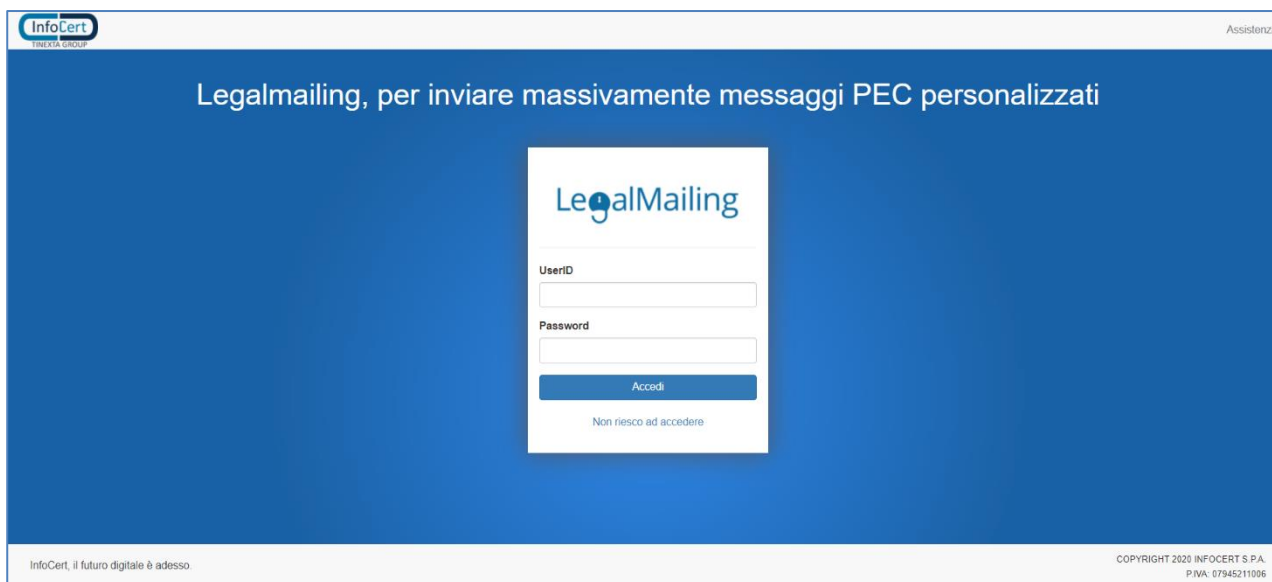 InfoCert
TINEXTA GROUP
Assistenz
Legalmailing, per inviare massivamente messaggi PEC personalizzati
LegalMailing
UserID
Password
Accedi
Non riesco ad accedere
InfoCert, il futuro digitale è adesso.
COPYRIGHT 2020 INFOCERT S.P.A.
P.IVA: 07945211006